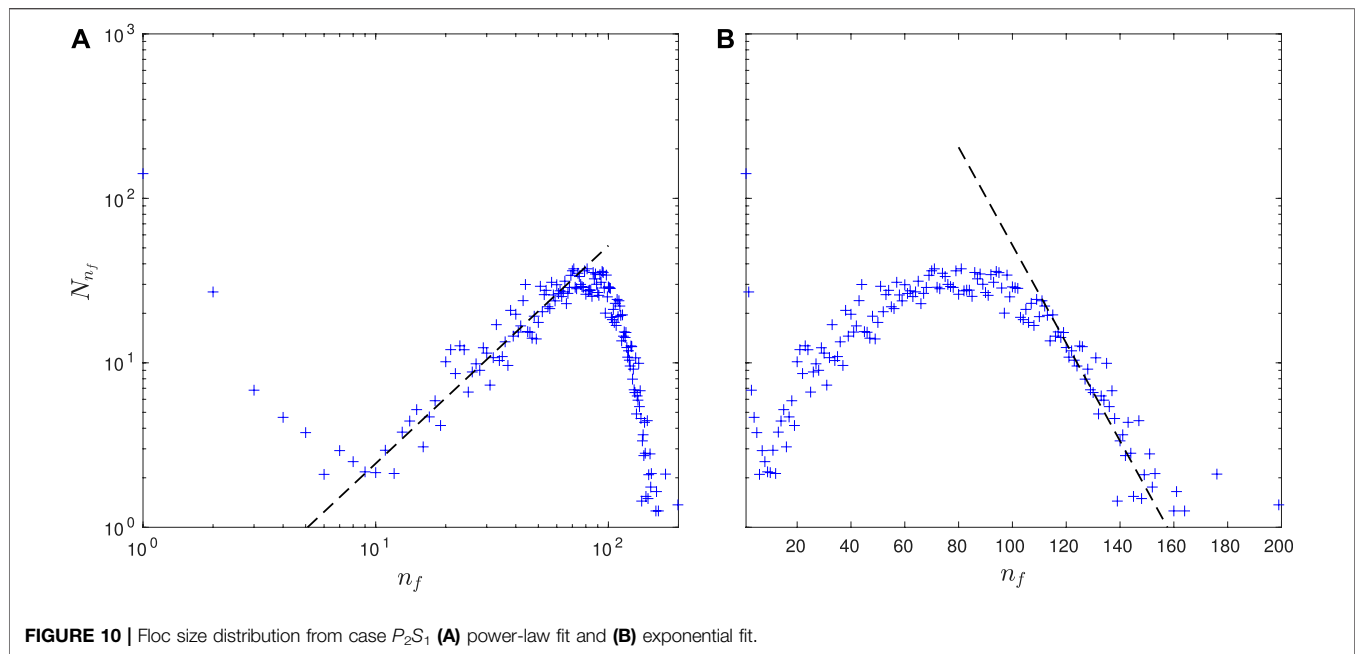 A
B
10^3
10^2
10^1
10^0
N_{n_f}
10^0 10^1 10^2
n_f
20 40 60 80 100 120 140 160 180 200
n_f
FIGURE 10 | Floc size distribution from case P_2S_1 (A) power-law fit and (B) exponential fit.